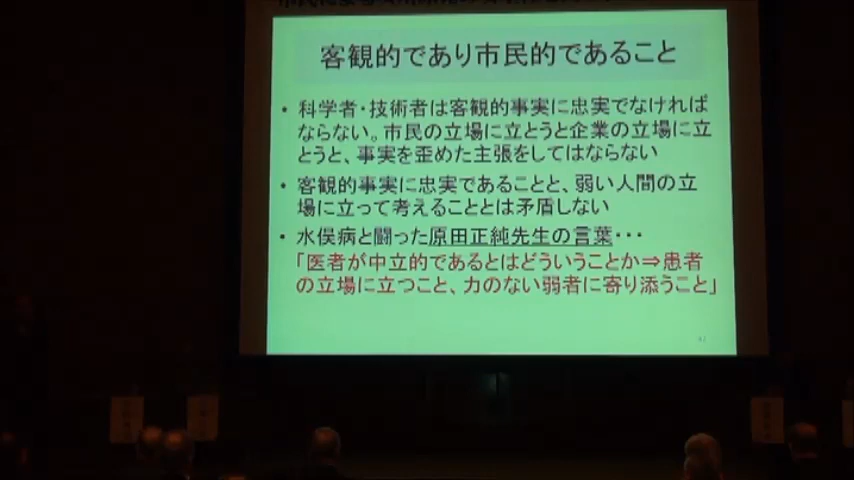 客観的であり市民的であること
・科学者・技術者は客観的事実に忠実でなければ
ならない。市民の立場に立とうと企業の立場に立
とうと、事実を歪めた主張をしてはならない
・客観的事実に忠実であることと、弱い人間の立
場に立って考えることとは矛盾しない
・水俣病と闘った原田正純先生の言葉・・・
「医者が中立的であるとはどういうことか⇒患者
の立場に立つこと、力のない弱者に寄り添うこと」